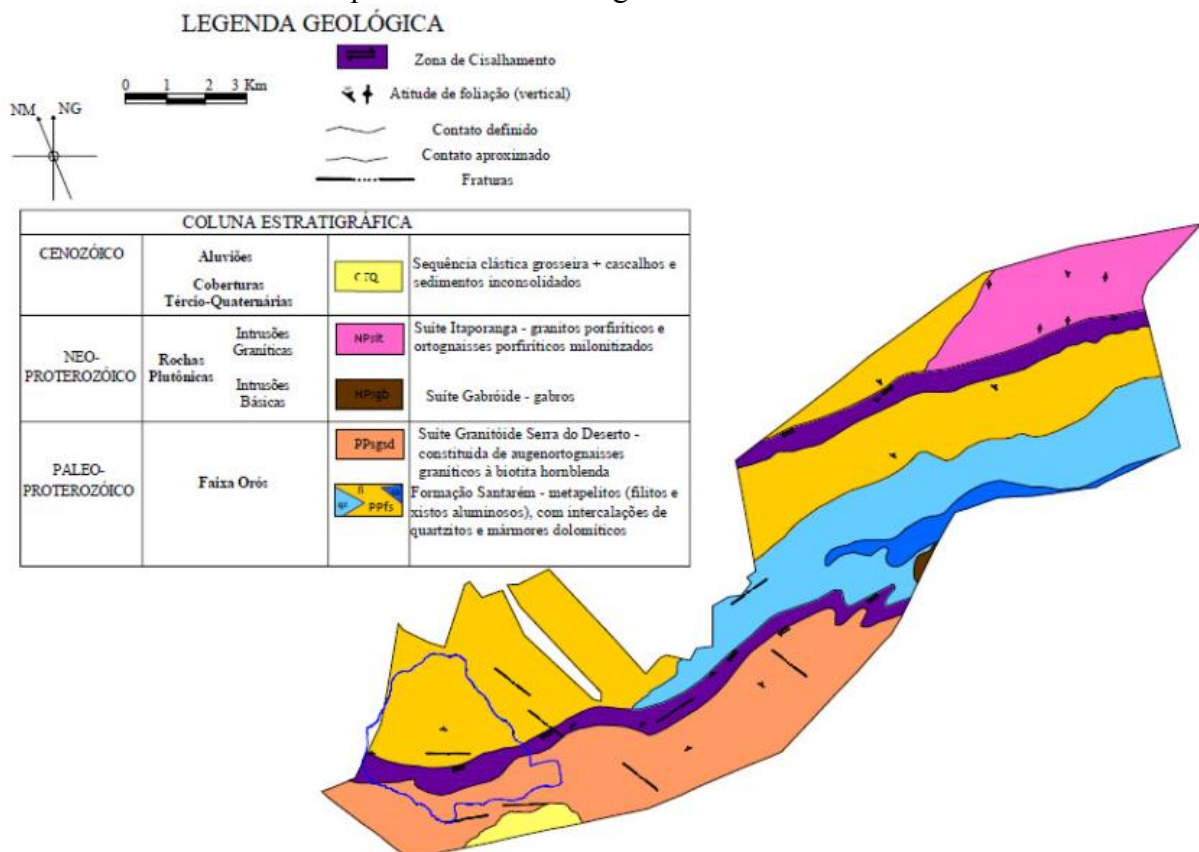 LEGENDA GEOLÓGICA
Zona de Cisalhamento
0 1 2 3 Km
Atitude de foliação (vertical)
NM NG
Contato definido
Contato aproximado
Fraturas
COLUNA ESTRATIGRÁFICA
CENOZÓICO
Aluviões
Coberturas
Tércio-Quaternárias
Sequência clástica grosseira + cascalhos e
sedimentos inconsolidados
NEO-
PROTEROZÓICO
Rochas
Plutônicas
Intrusões
Graníticas
NPsit
Suíte Itaporanga - granitos porfiríticos e
ortognaisses porfiríticos milonitizados
Intrusões
Básicas
NPsgb
Suíte Gabróide - gabros
PALEO-
PROTEROZÓICO
Faixa Orós
PPsgsd
Suíte Granitóide Serra do Deserto -
constituida de augenortognaisses
graníticos à biotita hornblenda
qz
PPfs
Formação Santarém - metapelitos (filitos e
xistos aluminosos), com intercalações de
quartzitos e mármores dolomíticos